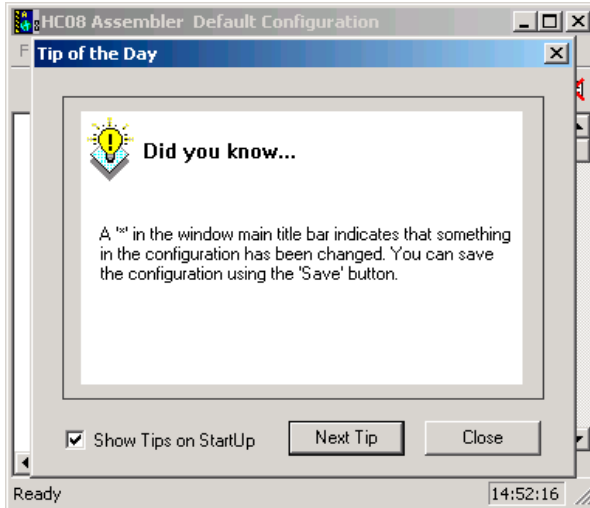 HC08 Assembler Default Configuration
F
Tip of the Day
Did you know...
A '*' in the window main title bar indicates that something
in the configuration has been changed. You can save
the configuration using the 'Save' button.
Show Tips on StartUp
Next Tip
Close
Ready
14:52:16